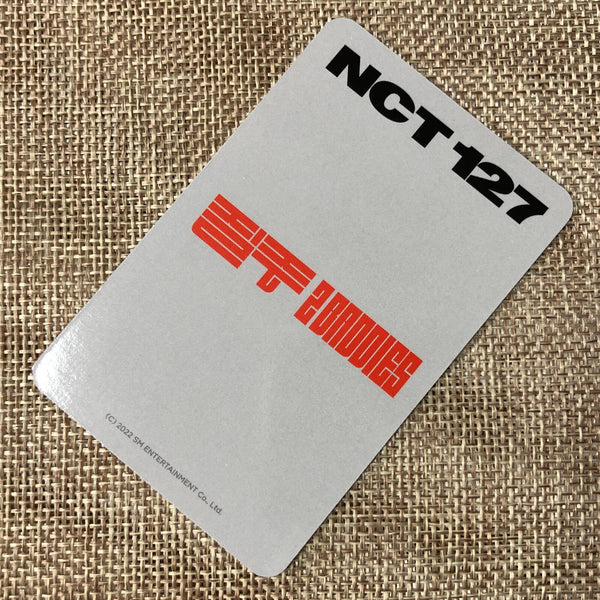 NCT 127
질주 2 BADDIES
(C) 2022 SM ENTERTAINMENT Co., Ltd.